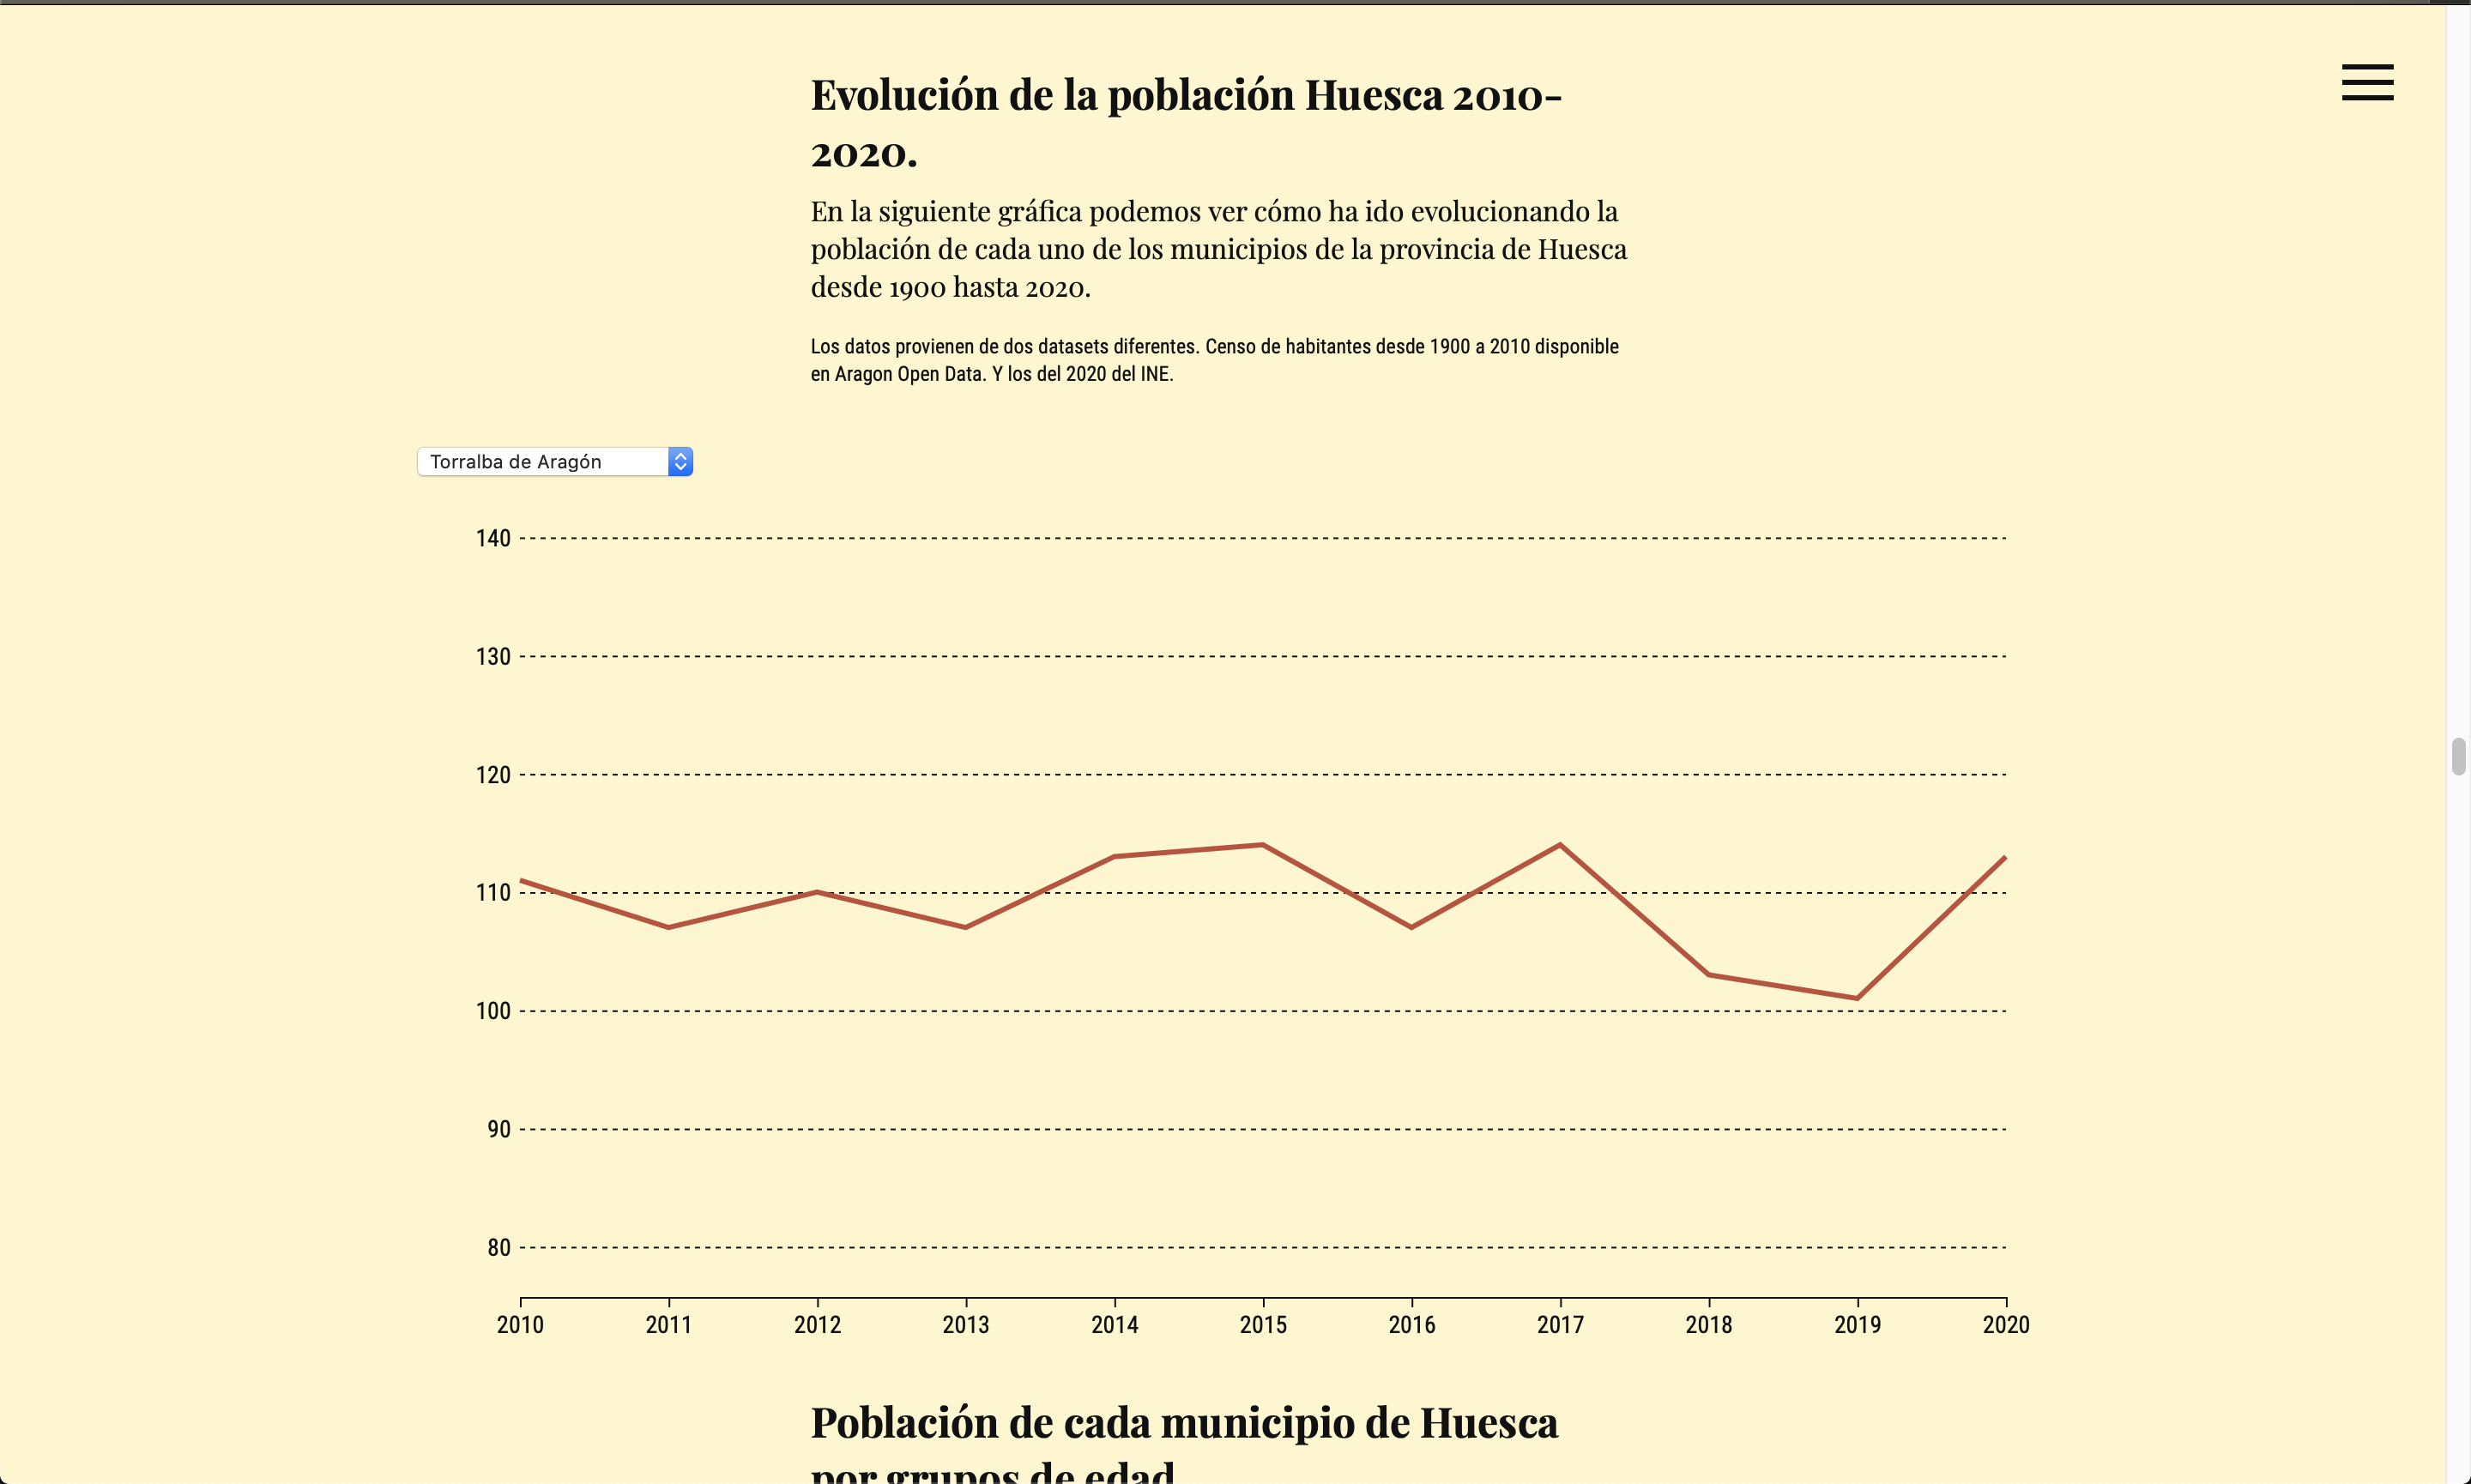 Evolución de la población Huesca 2010-
2020.
En la siguiente gráfica podemos ver cómo ha ido evolucionando la
población de cada uno de los municipios de la provincia de Huesca
desde 1900 hasta 2020.
Los datos provienen de dos datasets diferentes. Censo de habitantes desde 1900 a 2010 disponible
en Aragon Open Data. Y los del 2020 del INE.
Torralba de Aragón
140
130
120
110
100
90
80
2010 2011 2012 2013 2014 2015 2016 2017 2018 2019 2020
Población de cada municipio de Huesca
por grupos de edad